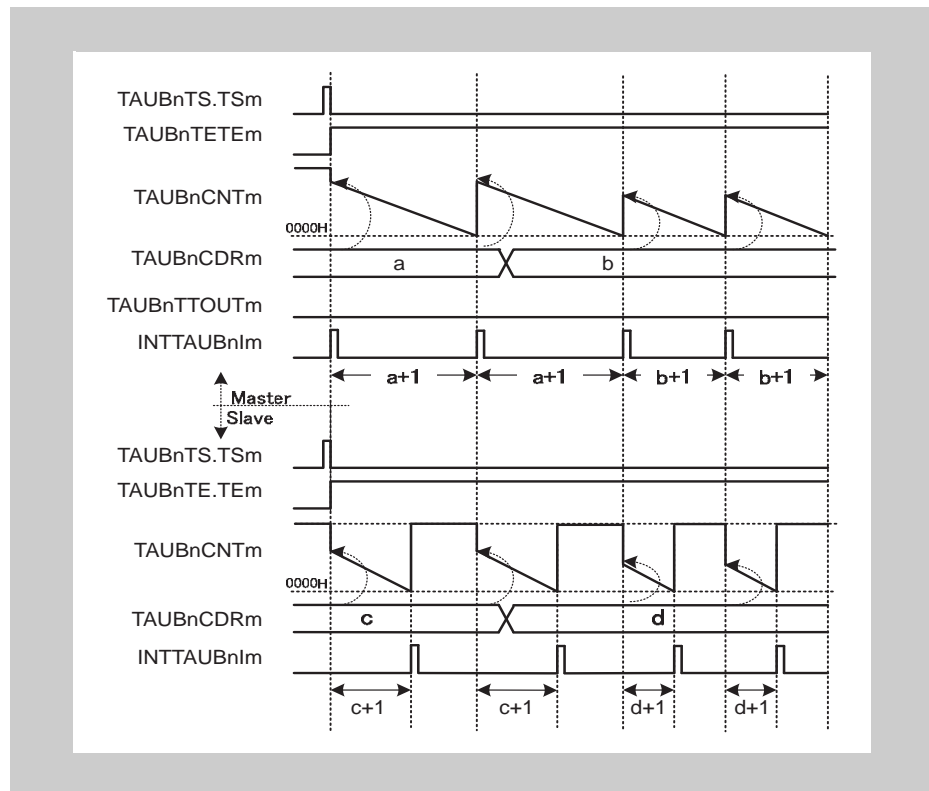 TAUBnTS.TSm
TAUBnTETEm
TAUBnCNTm
0000H
TAUBnCDRm
a
b
TAUBnTTOUTm
INTTAUBnIm
a+1
a+1
b+1
b+1
Master
Slave
TAUBnTS.TSm
TAUBnTE.TEm
TAUBnCNTm
0000H
TAUBnCDRm
c
d
INTTAUBnIm
c+1
c+1
d+1
d+1